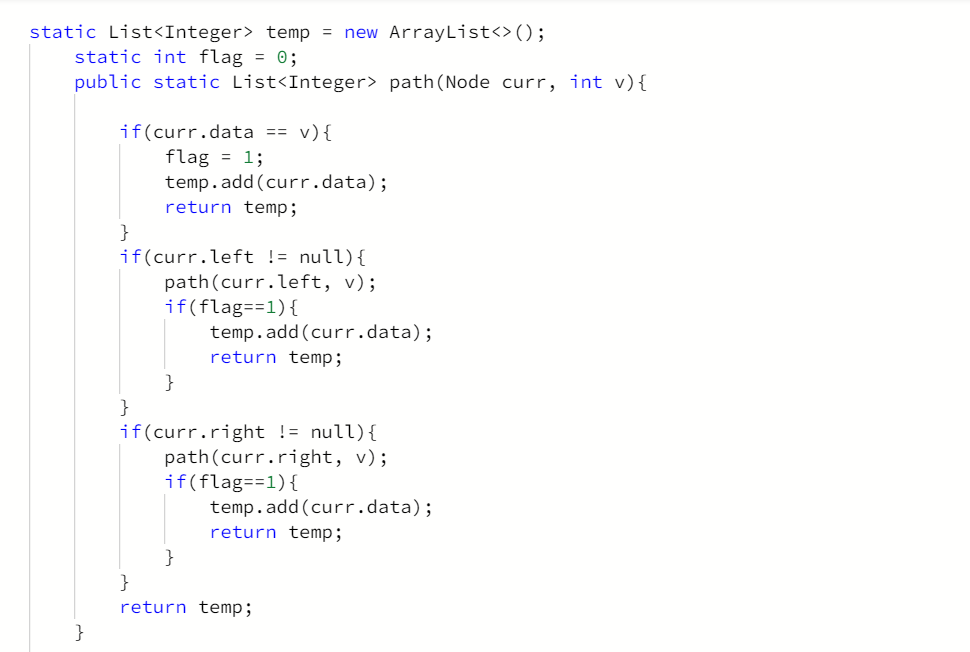 static List<Integer> temp = new ArrayList<>();
static int flag = 0;
public static List<Integer> path(Node curr, int v){
if(curr.data == v){
flag = 1;
temp.add(curr.data);
return temp;
}
if(curr.left != null){
path(curr.left, v);
if(flag==1){
temp.add(curr.data);
return temp;
}
}
if(curr.right != null){
path(curr.right, v);
if(flag==1){
temp.add(curr.data);
return temp;
}
}
return temp;
}